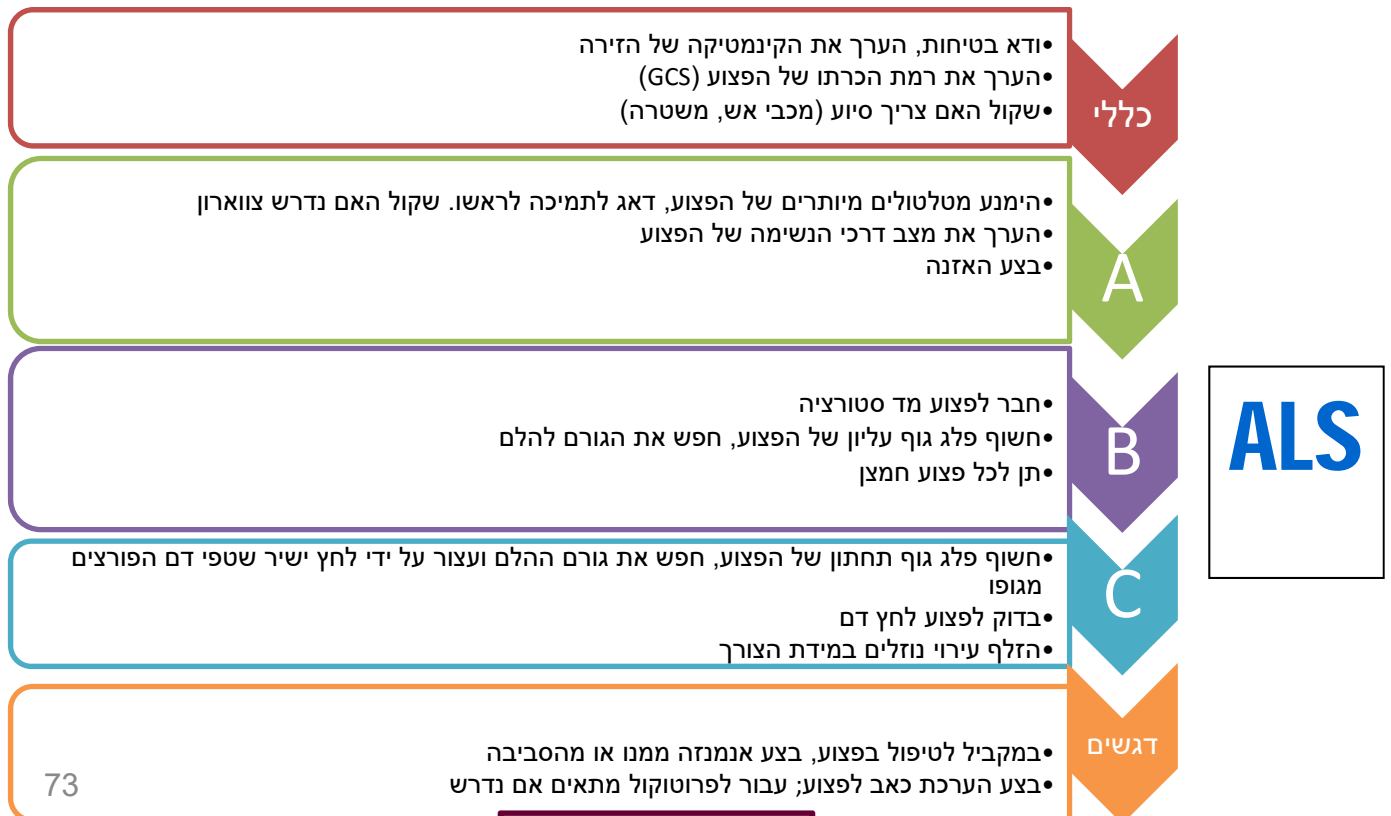 •ודא בטיחות, הערך את הקינמטיקה של הזירה
•הערך את רמת הכרתו של הפצוע (GCS)
•שקול האם צריך סיוע (מכבי אש, משטרה)
כללי
•הימנע מטלטולים מיותרים של הפצוע, דאג לתמיכה לראשו. שקול האם נדרש צווארון
•הערך את מצב דרכי הנשימה של הפצוע
•בצע האזנה
A
•חבר לפצוע מד סטורציה
•חשוף פלג גוף עליון של הפצוע, חפש את הגורם להלם
•תן לכל פצוע חמצן
B
ALS
•חשוף פלג גוף תחתון של הפצוע, חפש את גורם ההלם ועצור על ידי לחץ ישיר שטפי דם הפורצים
מגופו
•בדוק לפצוע לחץ דם
•הזלף עירוי נוזלים במידת הצורך
C
•במקביל לטיפול בפצוע, בצע אנמנזה ממנו או מהסביבה
•בצע הערכת כאב לפצוע; עבור לפרוטוקול מתאים אם נדרש
דגשים
73